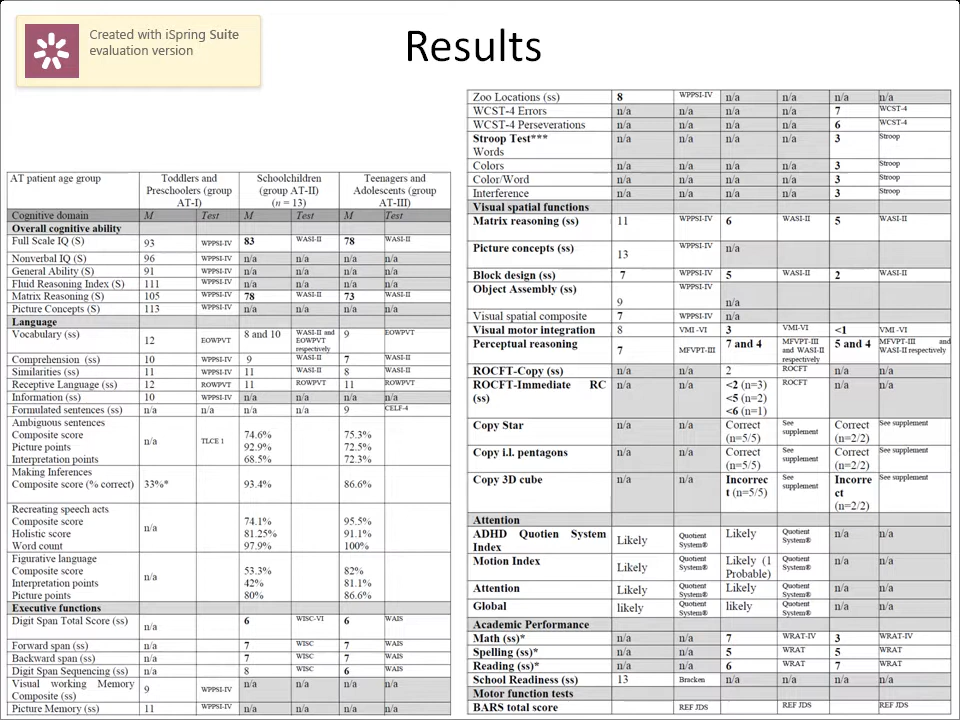 Created with iSpring Suite
evaluation version
Results
AT patient age group Toddlers and Preschoolers (group AT-I) Schoolchildren (group AT-II) (n = 13) Teenagers and Adolescents (group AT-III)
Cognitive domain M Test M Test M Test
Overall cognitive ability
Full Scale IQ (S) 93 WPPSI-IV 83 WASI-II 78 WASI-II
Nonverbal IQ (S) 96 WPPSI-IV n/a n/a n/a n/a
General Ability (S) 91 WPPSI-IV n/a n/a n/a n/a
Fluid Reasoning Index (S) 111 WPPSI-IV n/a n/a n/a n/a
Matrix Reasoning (S) 105 WPPSI-IV 78 WASI-II 73 WASI-II
Picture Concepts (S) 113 WPPSI-IV n/a n/a n/a n/a
Language
Vocabulary (ss) 12 EOWPVT 8 and 10 WASI-II and EOWPVT respectively 9 EOWPVT
Comprehension (ss) 10 WPPSI-IV 9 WASI-II 7 WASI-II
Similarities (ss) 11 WPPSI-IV 11 WASI-II 8 WASI-II
Receptive Language (ss) 12 ROWPVT 11 ROWPVT 11 ROWPVT
Information (ss) 10 WPPSI-IV n/a n/a n/a n/a
Formulated sentences (ss) n/a n/a n/a n/a 9 CELF-4
Ambiguous sentences n/a TLCE 1
Composite score 74.6% 75.3%
Picture points 92.9% 72.5%
Interpretation points 68.5% 72.3%
Making Inferences
Composite score (% correct) 33%* 93.4% 86.6%
Recreating speech acts n/a
Composite score 74.1% 95.5%
Holistic score 81.25% 91.1%
Word count 97.9% 100%
Figurative language n/a
Composite score 53.3% 82%
Interpretation points 42% 81.1%
Picture points 80% 86.6%
Executive functions
Digit Span Total Score (ss) n/a 6 WISC-VI 6 WAIS
Forward span (ss) n/a 7 WISC 7 WAIS
Backward span (ss) n/a 7 WISC 7 WAIS
Digit Span Sequencing (ss) n/a 8 WISC 6 WAIS
Visual working Memory Composite (ss) 9 WPPSI-IV n/a n/a n/a n/a
Picture Memory (ss) 11 WPPSI-IV n/a n/a n/a n/a
Zoo Locations (ss) 8 WPPSI-IV n/a n/a n/a n/a
WCST-4 Errors n/a n/a n/a n/a 7 WCST-4
WCST-4 Perseverations n/a n/a n/a n/a 6 WCST-4
Stroop Test*** n/a n/a n/a n/a 3 Stroop
Words
Colors n/a n/a n/a n/a 3 Stroop
Color/Word n/a n/a n/a n/a 3 Stroop
Interference n/a n/a n/a n/a 3 Stroop
Visual spatial functions
Matrix reasoning (ss) 11 WPPSI-IV 6 WASI-II 5 WASI-II
Picture concepts (ss) 13 WPPSI-IV n/a
Block design (ss) 7 WPPSI-IV 5 WASI-II 2 WASI-II
Object Assembly (ss) 9 WPPSI-IV n/a
Visual spatial composite 7 WPPSI-IV n/a
Visual motor integration 8 VMI -VI 3 VMI-VI <1 VMI -VI
Perceptual reasoning 7 MFVPT-III 7 and 4 MFVPT-III and WASI-II respectively 5 and 4 MFVPT-III and WASI-II respectively
ROCFT-Copy (ss) n/a n/a 2 ROCFT n/a n/a
ROCFT-Immediate RC (ss) n/a n/a <2 (n=3) <5 (n=2) <6 (n=1) ROCFT n/a n/a
Copy Star n/a n/a Correct (n=5/5) See supplement Correct (n=2/2) See supplement
Copy i.l. pentagons n/a n/a Correct (n=5/5) See supplement Correct (n=2/2) See supplement
Copy 3D cube n/a n/a Incorrec t (n=5/5) See supplement Incorre ct (n=2/2) See supplement
Attention
ADHD Quotien System Index Likely Quotient System® Likely Quotient System® n/a n/a
Motion Index Likely Quotient System® Likely (1 Probable) Quotient System® n/a n/a
Attention Likely Quotient System® Likely Quotient System® n/a n/a
Global likely Quotient System® likely Quotient System® n/a n/a
Academic Performance
Math (ss)* n/a n/a 7 WRAT-IV 3 WRAT-IV
Spelling (ss)* n/a n/a 5 WRAT 5 WRAT
Reading (ss)* n/a n/a 6 WRAT 7 WRAT
School Readiness (ss) 13 Bracken n/a n/a n/a n/a
Motor function tests
BARS total score REF JDS REF JDS REF JDS